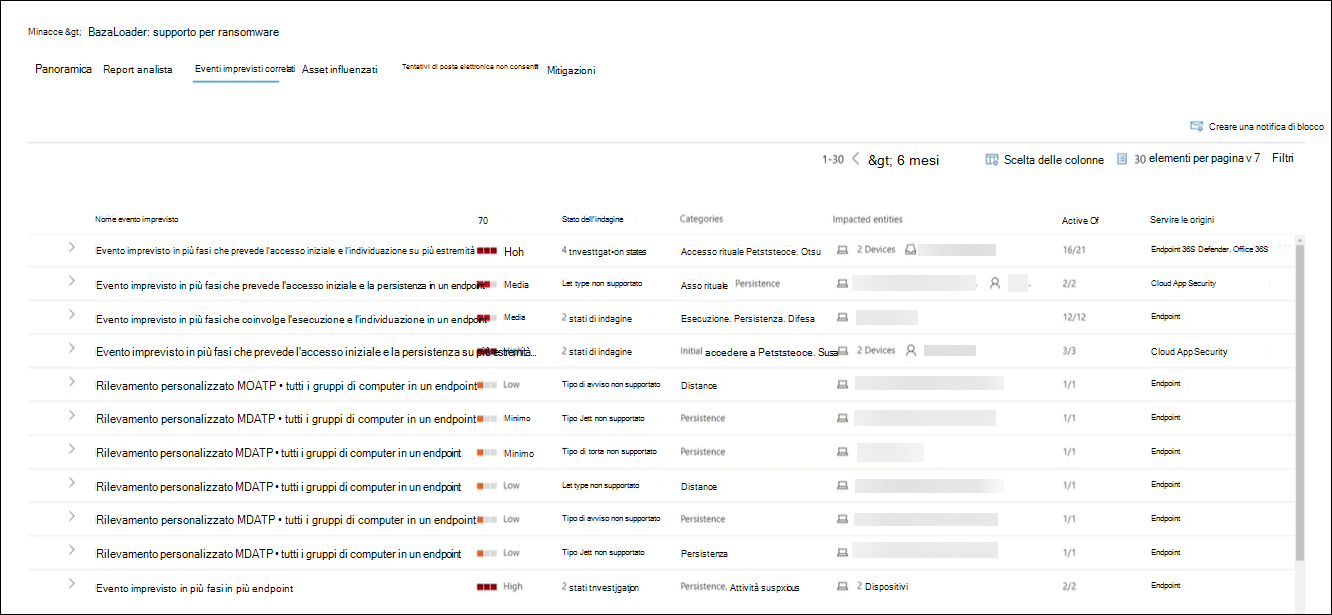 Minacce &gt; BazaLoader: supporto per ransomware
Panoramica Report analista Eventi imprevisti correlati Asset influenzati Tentativi di posta elettronica non consentiti Mitigazioni
Creare una notifica di blocco
1-30 &gt; 6 mesi Scelta delle colonne 30 elementi per pagina v 7 Filtri
Nome evento imprevisto 70 Stato dell'indagine Categories Impacted entities Active Of Servire le origini
Evento imprevisto in più fasi che prevede l'accesso iniziale e l'individuazione su più estremità Hoh 4 tnvesttgat•on states Accesso rituale Petststeoce. Otsu 2 Devices 16/21 Endpoint 36S Defender. Office 36S
Evento imprevisto in più fasi che prevede l'accesso iniziale e la persistenza in un endpoint Media Let type non supportato Asso rituale Persistence 2/2 Cloud App Security
Evento imprevisto in più fasi che coinvolge l'esecuzione e l'individuazione in un endpoint Media 2 stati di indagine Esecuzione. Persistenza. Difesa 12/12 Endpoint
Evento imprevisto in più fasi che prevede l'accesso iniziale e la persistenza su più estremità... High 2 stati di indagine Initial accedere a Petststeoce. Susa 2 Devices 3/3 Cloud App Security
Rilevamento personalizzato MOATP • tutti i gruppi di computer in un endpoint Low Tipo di avviso non supportato Distance 1/1 Endpoint
Rilevamento personalizzato MDATP • tutti i gruppi di computer in un endpoint Minimo Tipo Jett non supportato Persistence 1/1 Endpoint
Rilevamento personalizzato MDATP • tutti i gruppi di computer in un endpoint Minimo Tipo di torta non supportato Persistence 1/1 Endpoint
Rilevamento personalizzato MDATP • tutti i gruppi di computer in un endpoint Low Let type non supportato Distance 1/1 Endpoint
Rilevamento personalizzato MDATP • tutti i gruppi di computer in un endpoint Low Tipo di avviso non supportato Persistence 1/1 Endpoint
Rilevamento personalizzato MDATP • tutti i gruppi di computer in un endpoint Low Tipo Jett non supportato Persistenza 1/1 Endpoint
Evento imprevisto in più fasi in più endpoint High 2 stati tnvestjgatjon Persistence. Attività suspxious 2 Dispositivi 2/2 Endpoint